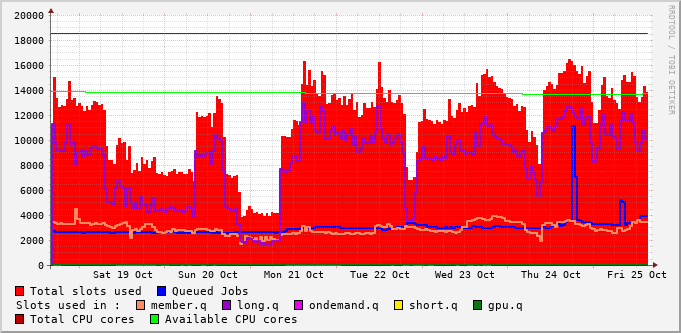 20000
18000
16000
14000
12000
10000
8000
6000
4000
2000
0
Sat 19 Oct Sun 20 Oct Mon 21 Oct Tue 22 Oct Wed 23 Oct Thu 24 Oct Fri 25 Oct
Total slots used Queued Jobs
Slots used in : member.q long.q ondemand.q short.q gpu.q
Total CPU cores Available CPU cores
RRDTOOL / TOBI OETIKER